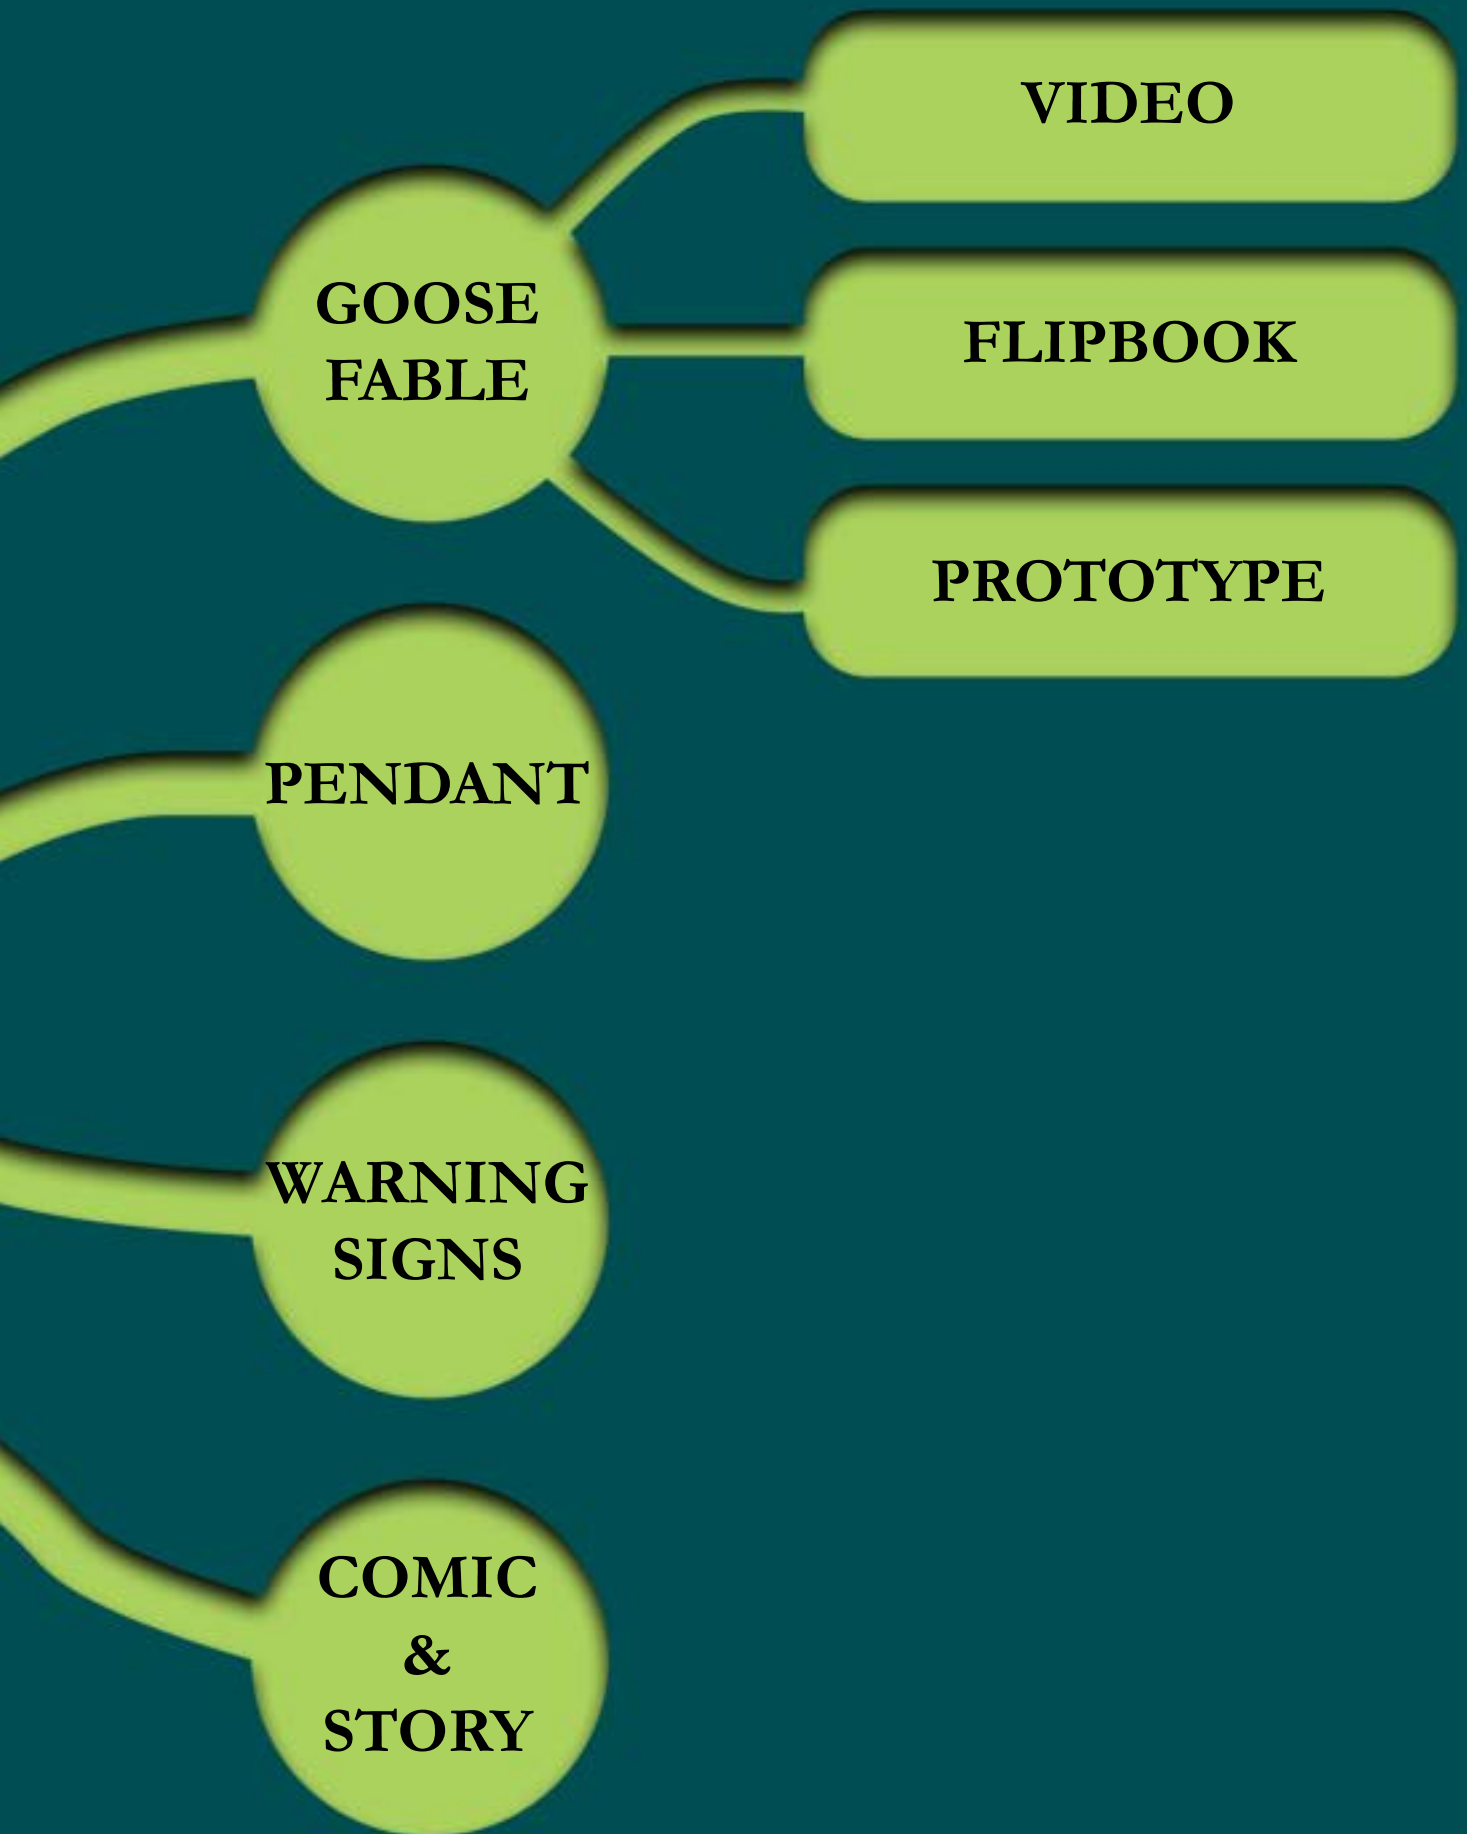 VIDEO
GOOSE
FABLE
FLIPBOOK
PROTOTYPE
PENDANT
WARNING
SIGNS
COMIC
&
STORY